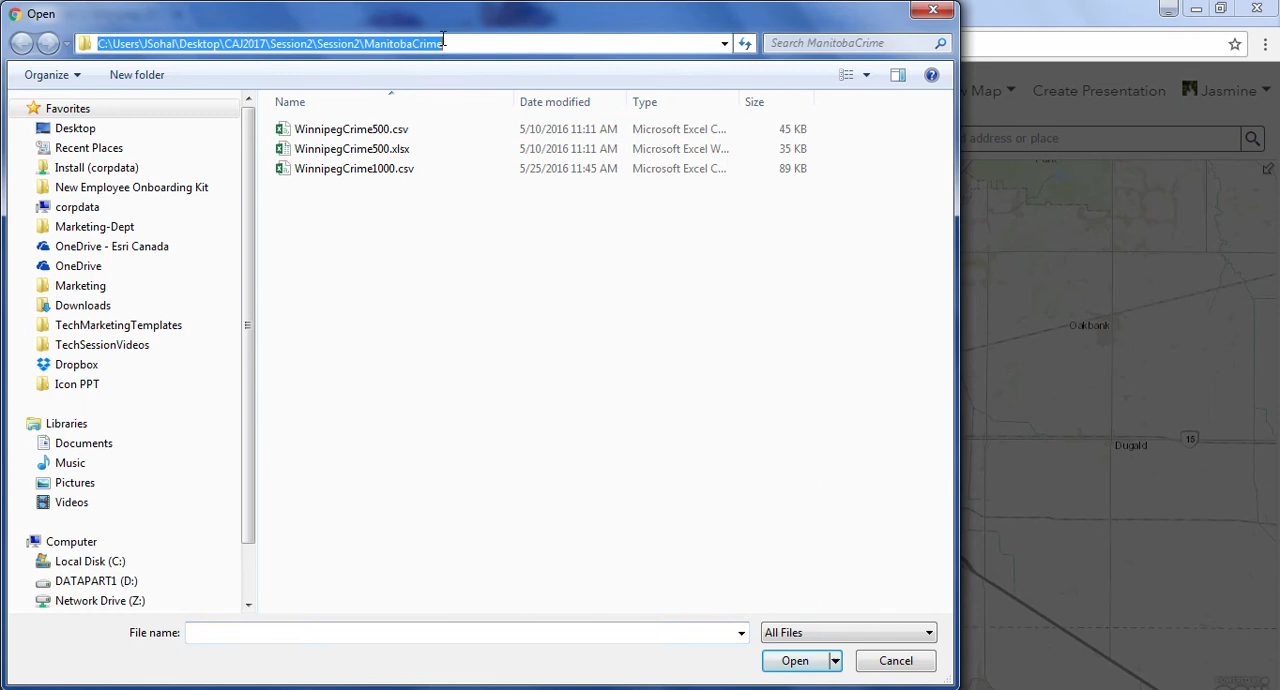 Open
C:\Users\JSohal\Desktop\CAJ2017\Session2\Session2\ManitobaCrime
Search ManitobaCrime
Organize
New folder
Map
Create Presentation
Jasmine
Favorites
Desktop
Recent Places
Install (corpdata)
New Employee Onboarding Kit
corpdata
Marketing-Dept
OneDrive - Esri Canada
OneDrive
Marketing
Downloads
TechMarketingTemplates
TechSessionVideos
Dropbox
Icon PPT
Libraries
Documents
Music
Pictures
Videos
Computer
Local Disk (C:)
DATAPART1 (D:)
Network Drive (Z:)
Name Date modified Type Size
WinnipegCrime500.csv 5/10/2016 11:11 AM Microsoft Excel C... 45 KB
WinnipegCrime500.xlsx 5/10/2016 11:11 AM Microsoft Excel W... 35 KB
WinnipegCrime1000.csv 5/25/2016 11:45 AM Microsoft Excel C... 89 KB
address or place
Oakbank
15
Dugald
File name:
All Files
Open
Cancel